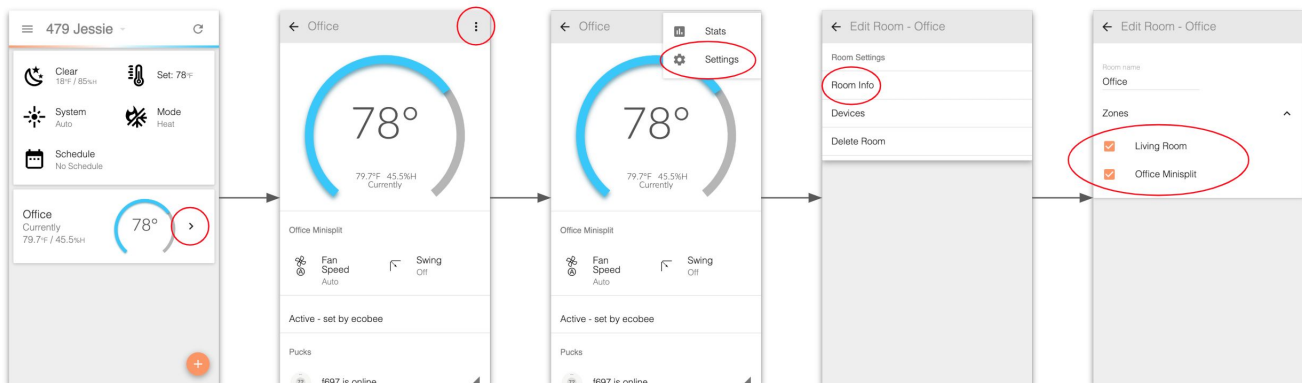 479 Jessie
Clear
18°F / 85%H
Set: 78°F
System
Auto
Mode
Heat
Schedule
No Schedule
Office
Currently
79.7°F / 45.5%H
78°
Office
78°
79.7°F 45.5%H
Currently
Office Minisplit
Fan
Speed
Auto
Swing
Off
Active - set by ecobee
Pucks
f697 is online
Office
Stats
Settings
78°
79.7°F 45.5%H
Currently
Office Minisplit
Fan
Speed
Auto
Swing
Off
Active - set by ecobee
Pucks
f697 is online
Edit Room - Office
Room Settings
Room Info
Devices
Delete Room
Edit Room - Office
Room name
Office
Zones
Living Room
Office Minisplit